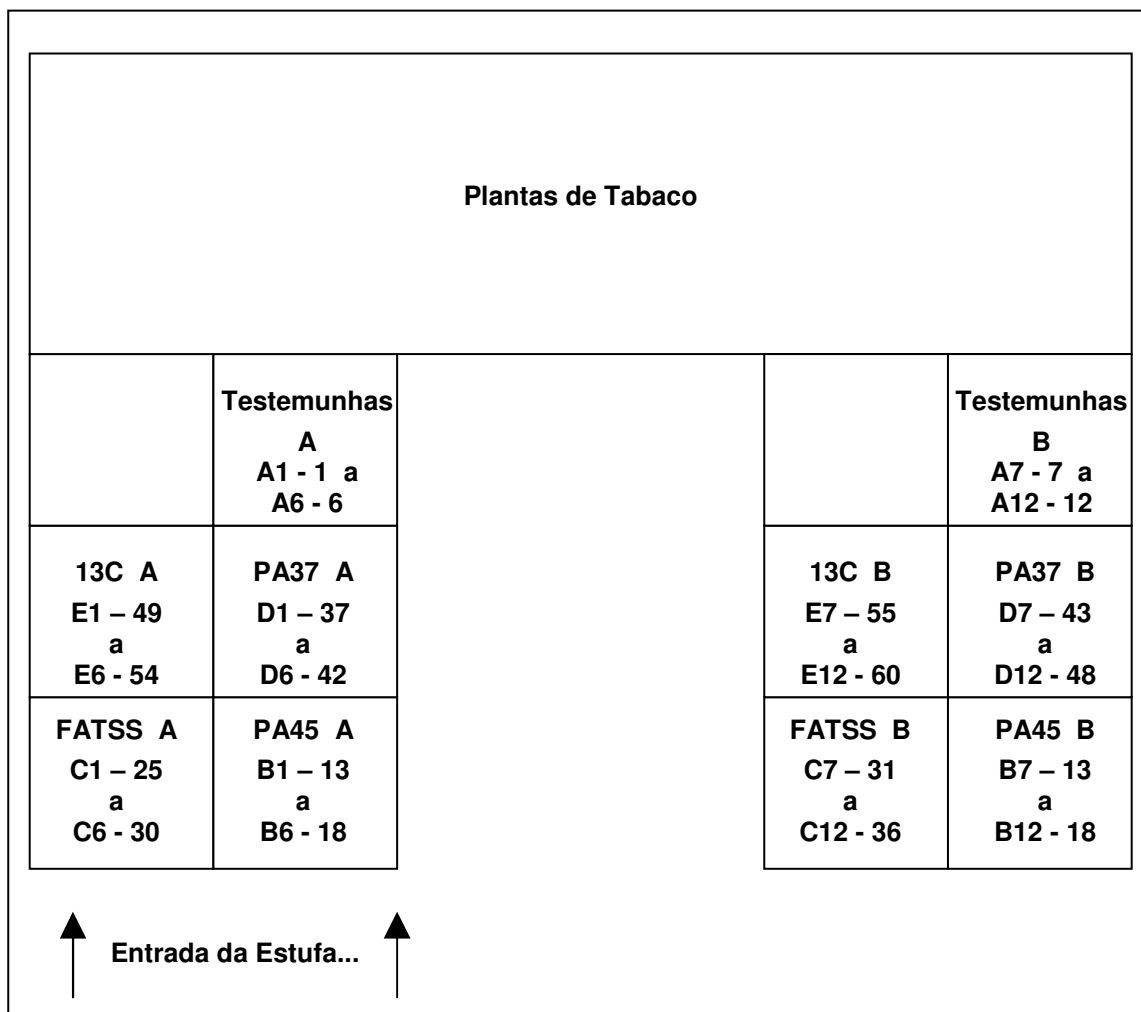 Plantas de Tabaco
Testemunhas
A
A1 - 1 a
A6 - 6
Testemunhas
B
A7 - 7 a
A12 - 12
13C A
E1 – 49
a
E6 - 54
PA37 A
D1 – 37
a
D6 - 42
13C B
E7 – 55
a
E12 - 60
PA37 B
D7 – 43
a
D12 - 48
FATSS A
C1 – 25
a
C6 - 30
PA45 A
B1 – 13
a
B6 - 18
FATSS B
C7 – 31
a
C12 - 36
PA45 B
B7 – 13
a
B12 - 18
Entrada da Estufa...